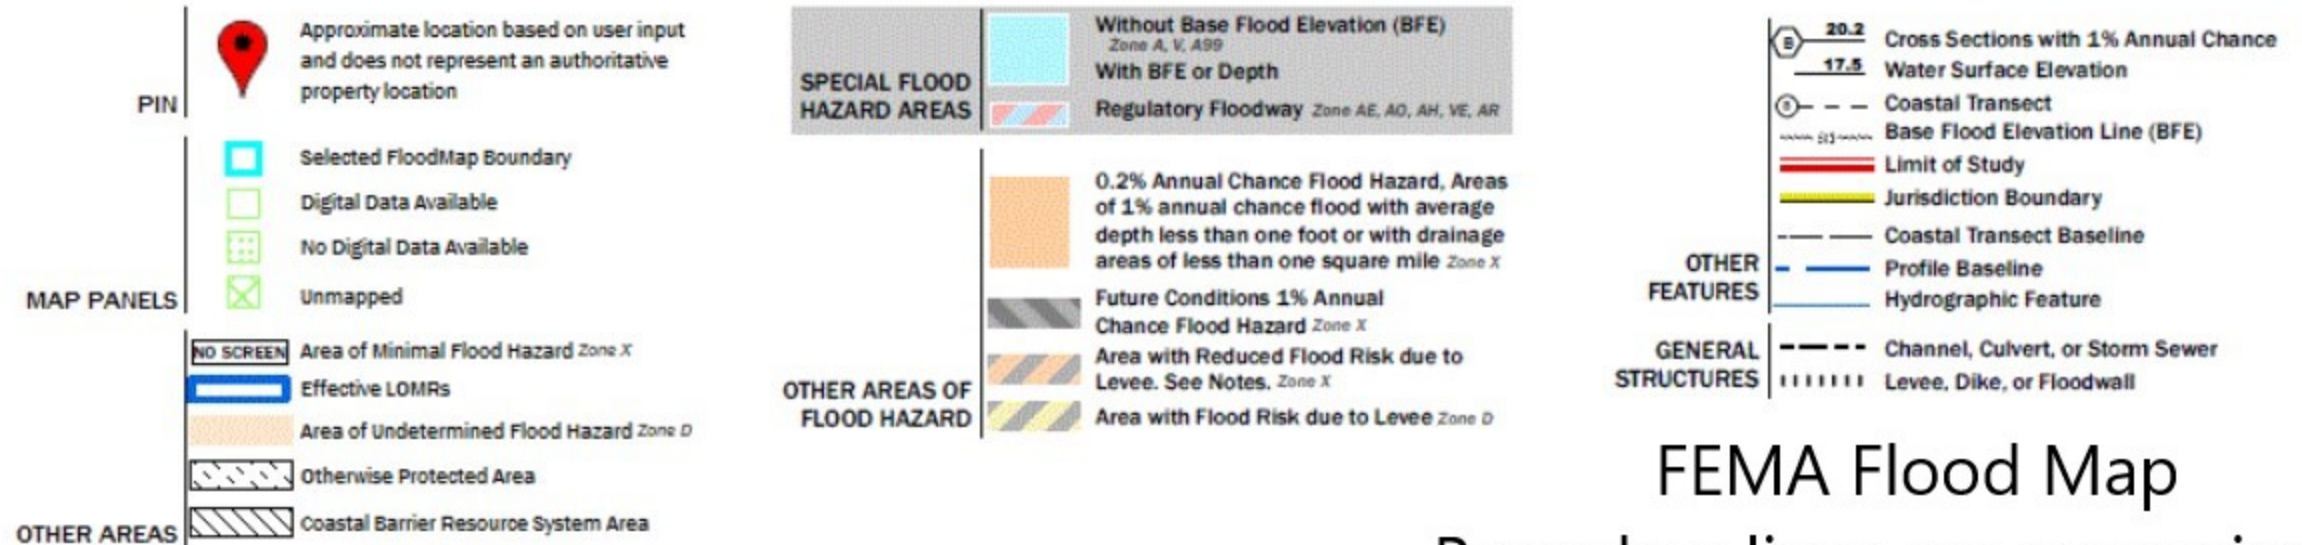 Approximate location based on user input
and does not represent an authoritative
property location
PIN
Selected FloodMap Boundary
Digital Data Available
No Digital Data Available
Unmapped
MAP PANELS
NO SCREEN Area of Minimal Flood Hazard Zone X
Effective LOMRs
Area of Undetermined Flood Hazard Zone D
Otherwise Protected Area
Coastal Barrier Resource System Area
OTHER AREAS
Without Base Flood Elevation (BFE)
Zone A, V, A99
With BFE or Depth
Regulatory Floodway Zone AE, AO, AH, VE, AR
SPECIAL FLOOD
HAZARD AREAS
0.2% Annual Chance Flood Hazard, Areas
of 1% annual chance flood with average
depth less than one foot or with drainage
areas of less than one square mile Zone X
Future Conditions 1% Annual
Chance Flood Hazard Zone X
Area with Reduced Flood Risk due to
Levee. See Notes. Zone X
Area with Flood Risk due to Levee Zone D
OTHER AREAS OF
FLOOD HAZARD
B 20.2 Cross Sections with 1% Annual Chance
17.5 Water Surface Elevation
Coastal Transect
Base Flood Elevation Line (BFE)
Limit of Study
Jurisdiction Boundary
Coastal Transect Baseline
Profile Baseline
Hydrographic Feature
OTHER
FEATURES
Channel, Culvert, or Storm Sewer
Levee, Dike, or Floodwall
GENERAL
STRUCTURES
FEMA Flood Map